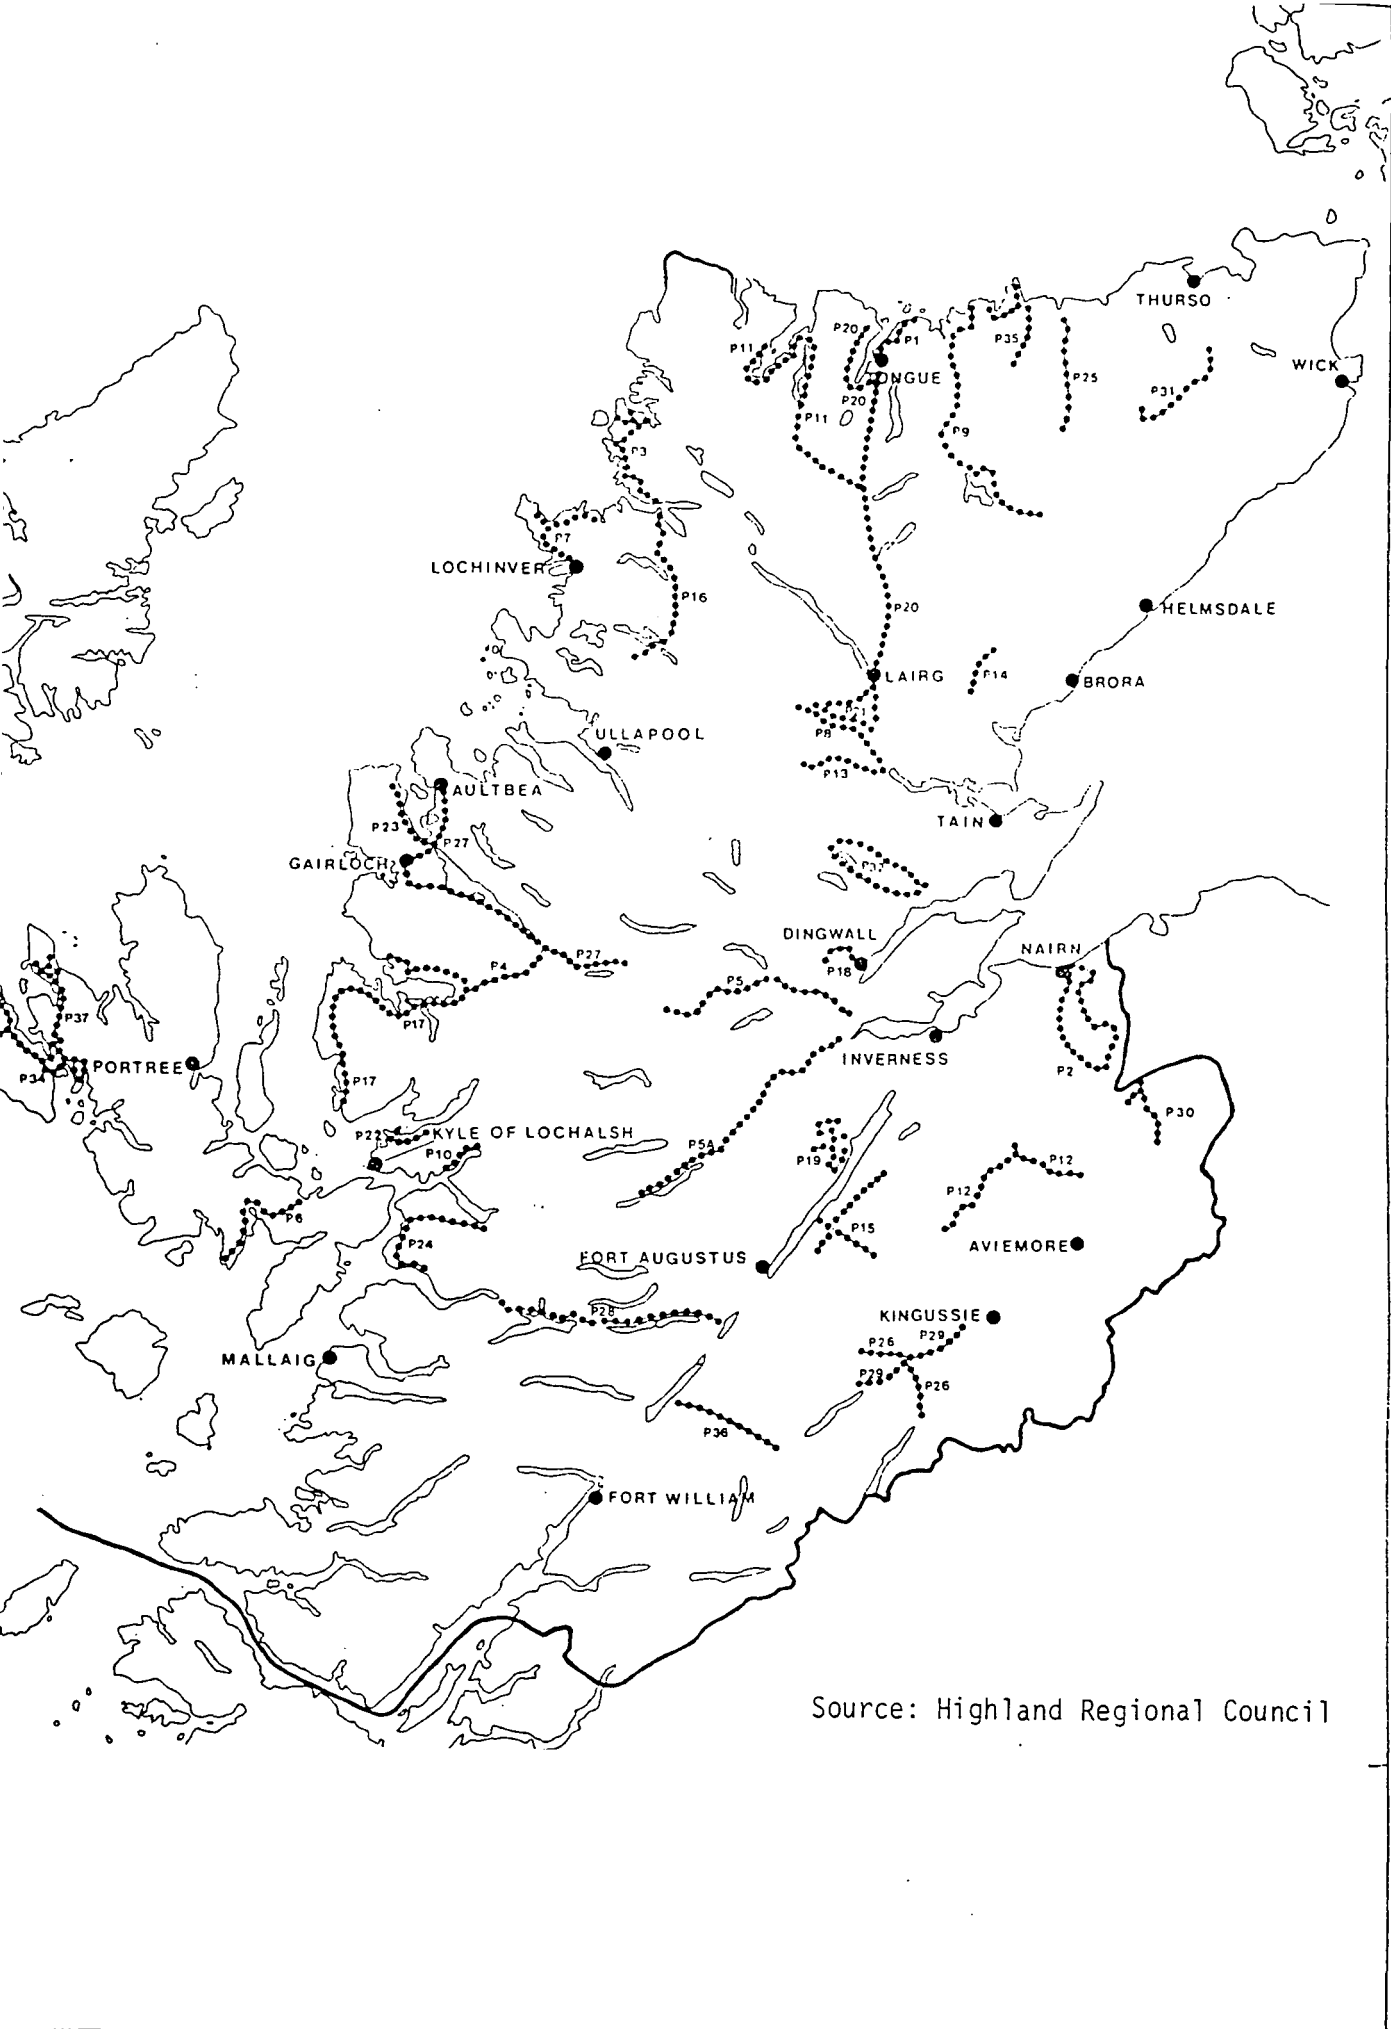 THURSO
WICK
P20
P1
P35
P11
TONGUE
P25
P20
P31
P11
P9
P3
P7
LOCHINVER
P16
P20
HELMSDALE
LAIRG
P14
BRORA
P8
ULLAPOOL
P13
AULTBEA
TAIN
P23
P27
GAIRLOCH
DINGWALL
NAIRN
P27
P4
P18
P5
P37
P17
INVERNESS
PORTREE
P34
P17
P2
P30
P22
KYLE OF LOCHALSH
P10
P5A
P19
P12
P12
P6
P15
P24
FORT AUGUSTUS
AVIEMORE
P28
KINGUSSIE
P29
P26
MALLAIG
P29
P26
P36
FORT WILLIAM
Source: Highland Regional Council